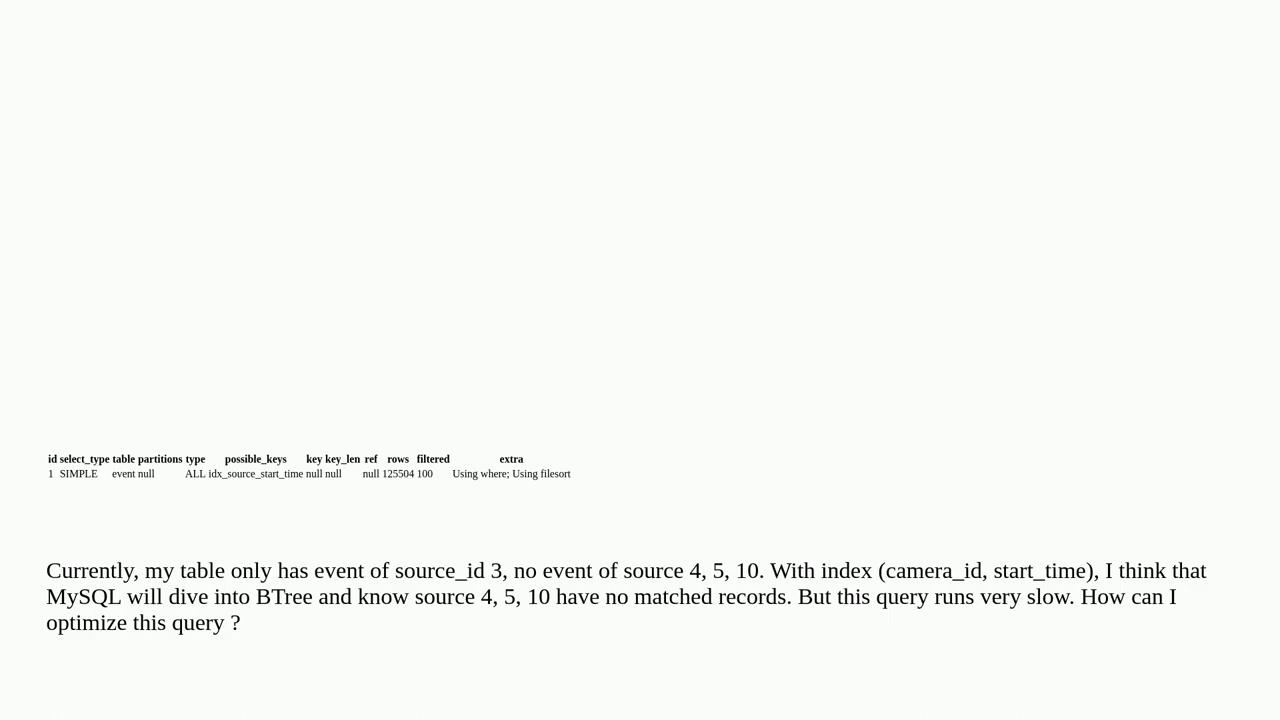 id select_type table partitions type possible_keys key key_len ref rows filtered extra
1 SIMPLE event null ALL idx_source_start_time null null null 125504 100 Using where; Using filesort
Currently, my table only has event of source_id 3, no event of source 4, 5, 10. With index (camera_id, start_time), I think that
MySQL will dive into BTree and know source 4, 5, 10 have no matched records. But this query runs very slow. How can I
optimize this query ?